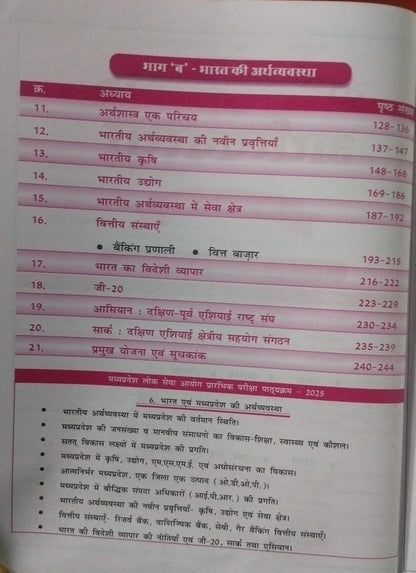 भाग 'ब' - भारत की अर्थव्यवस्था
क्र. अध्याय पृष्ठ संख्या
11. अर्थशास्त्र एक परिचय 128-136
12. भारतीय अर्थव्यवस्था की नवीन प्रवृत्तियाँ 137-147
13. भारतीय कृषि 148-168
14. भारतीय उद्योग 169-186
15. भारतीय अर्थव्यवस्था में सेवा क्षेत्र 187-192
16. वित्तीय संस्थाएँ
• बैंकिंग प्रणाली • वित्त बाज़ार 193-215
17. भारत का विदेशी व्यापार 216-222
18. जी-20 223-229
19. आसियान : दक्षिण-पूर्व एशियाई राष्ट्र संघ 230-234
20. सार्क : दक्षिण एशियाई क्षेत्रीय सहयोग संगठन 235-239
21. प्रमुख योजना एवं सूचकांक 240-244
मध्यप्रदेश लोक सेवा आयोग प्रारंभिक परीक्षा पाठ्यक्रम - 2025
6. भारत एवं मध्यप्रदेश की अर्थव्यवस्था
• भारतीय अर्थव्यवस्था में मध्यप्रदेश की वर्तमान स्थिति।
• मध्यप्रदेश की जनसंख्या व मानवीय संसाधनों का विकास-शिक्षा, स्वास्थ्य एवं कौशल।
• सतत् विकास लक्ष्यों में मध्यप्रदेश की प्रगति।
• मध्यप्रदेश में कृषि, उद्योग, एम.एस.एम.ई. एवं अधोसंरचना का विकास।
• आत्मनिर्भर मध्यप्रदेश, एक जिला एक उत्पाद (ओ.डी.ओ.पी.)।
• मध्यप्रदेश में बौद्धिक संपदा अधिकारों (आई.पी.आर.) की प्रगति।
• भारतीय अर्थव्यवस्था की नवीन प्रवृत्तियाँ- कृषि, उद्योग एवं सेवा क्षेत्र।
• वित्तीय संस्थाएँ- रिजर्व बैंक, वाणिज्यिक बैंक, सेबी, गैर बैंकिंग वित्तीय संस्थाएँ।
• भारत की विदेशी व्यापार की नीतियाँ एवं जी-20, सार्क तथा एसियान।